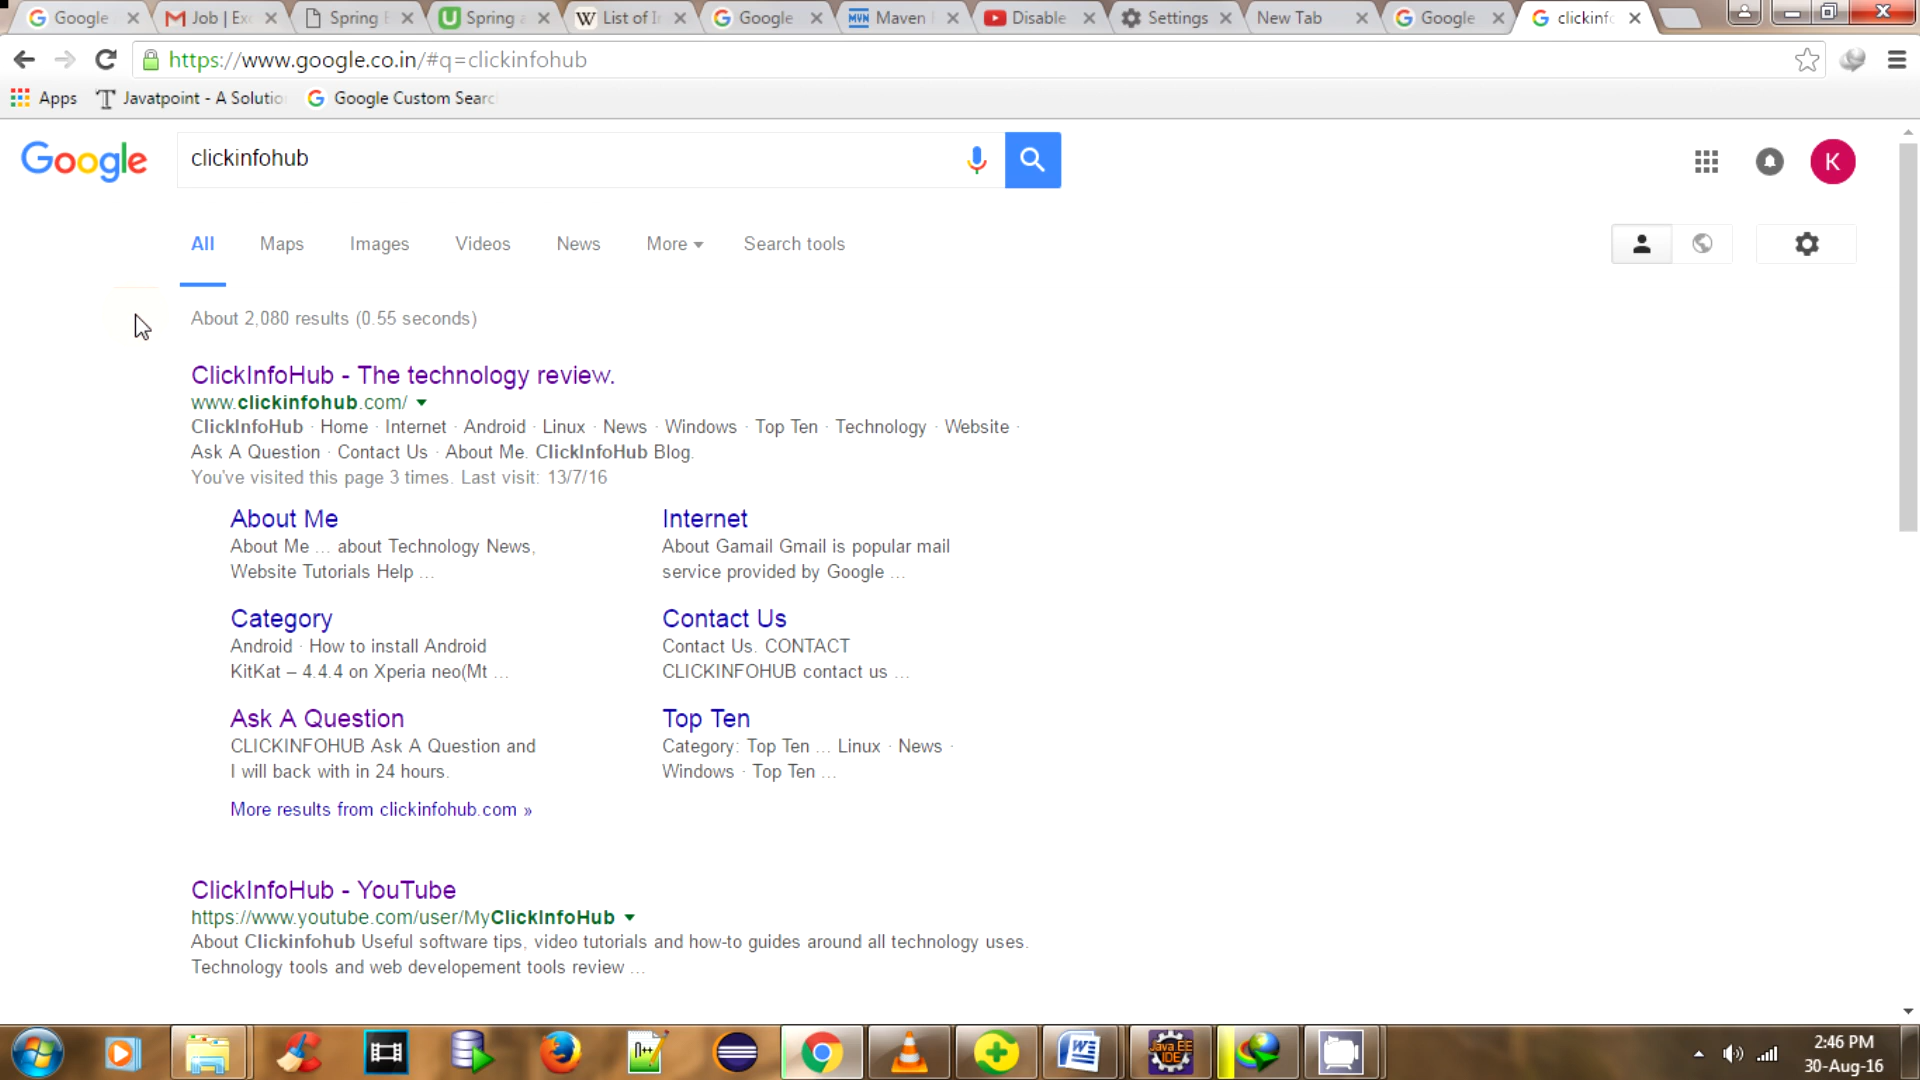 Google
Job | Ex
Spring
Spring
List of
Google
Maven
Disable
Settings
New Tab
Google
clickinf
https://www.google.co.in/#q=clickinfohub
Apps
Javatpoint - A Solutio
Google Custom Searc
Google
clickinfohub
K
All
Maps
Images
Videos
News
More
Search tools
About 2,080 results (0.55 seconds)
ClickInfoHub - The technology review.
www.clickinfohub.com/
ClickInfoHub · Home · Internet · Android · Linux · News · Windows · Top Ten · Technology · Website ·
Ask A Question · Contact Us · About Me. ClickInfoHub Blog.
You've visited this page 3 times. Last visit: 13/7/16
About Me
About Me ... about Technology News,
Website Tutorials Help ...
Internet
About Gamail Gmail is popular mail
service provided by Google ...
Category
Android · How to install Android
KitKat – 4.4.4 on Xperia neo(Mt ...
Contact Us
Contact Us. CONTACT
CLICKINFOHUB contact us ...
Ask A Question
CLICKINFOHUB Ask A Question and
I will back with in 24 hours.
Top Ten
Category: Top Ten ... Linux · News ·
Windows · Top Ten ...
More results from clickinfohub.com »
ClickInfoHub - YouTube
https://www.youtube.com/user/MyClickInfoHub
About Clickinfohub Useful software tips, video tutorials and how-to guides around all technology uses.
Technology tools and web developement tools review ...
Java EE
IDE
2:46 PM
30-Aug-16